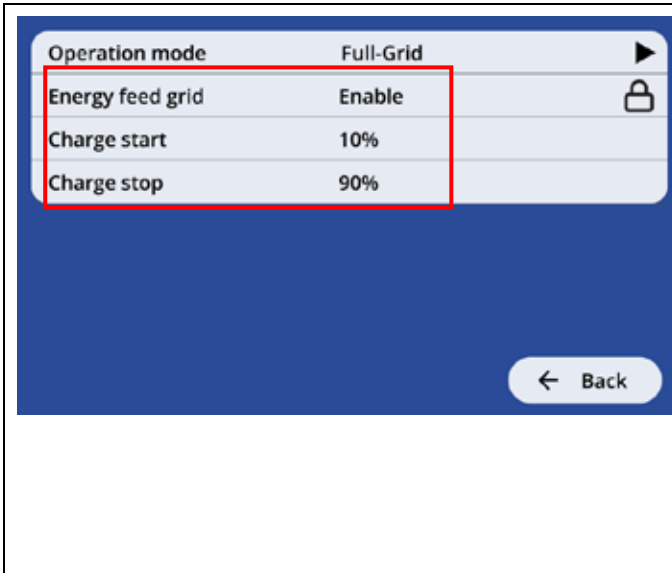 Operation mode Full-Grid
Energy feed grid Enable
Charge start 10%
Charge stop 90%
Back